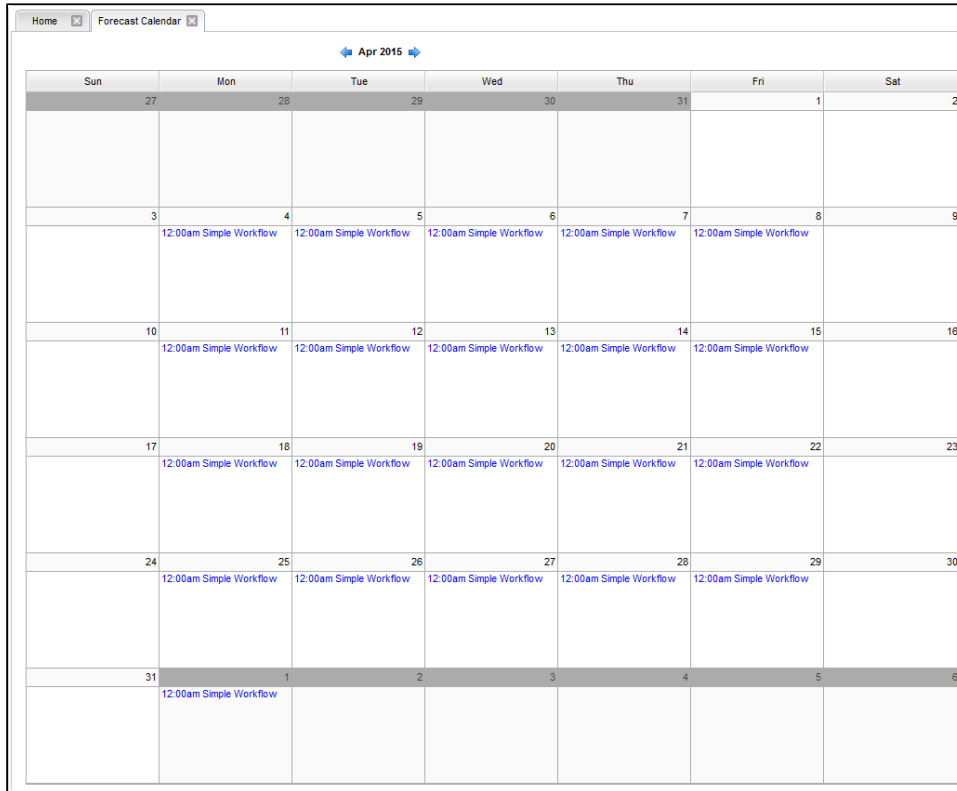 Home Forecast Calendar
Apr 2015
Sun Mon Tue Wed Thu Fri Sat
27 28 29 30 31 1 2
3 4 5 6 7 8 9
12:00am Simple Workflow 12:00am Simple Workflow 12:00am Simple Workflow 12:00am Simple Workflow 12:00am Simple Workflow
10 11 12 13 14 15 16
12:00am Simple Workflow 12:00am Simple Workflow 12:00am Simple Workflow 12:00am Simple Workflow 12:00am Simple Workflow
17 18 19 20 21 22 23
12:00am Simple Workflow 12:00am Simple Workflow 12:00am Simple Workflow 12:00am Simple Workflow 12:00am Simple Workflow
24 25 26 27 28 29 30
12:00am Simple Workflow 12:00am Simple Workflow 12:00am Simple Workflow 12:00am Simple Workflow 12:00am Simple Workflow
31 1 2 3 4 5 6
12:00am Simple Workflow